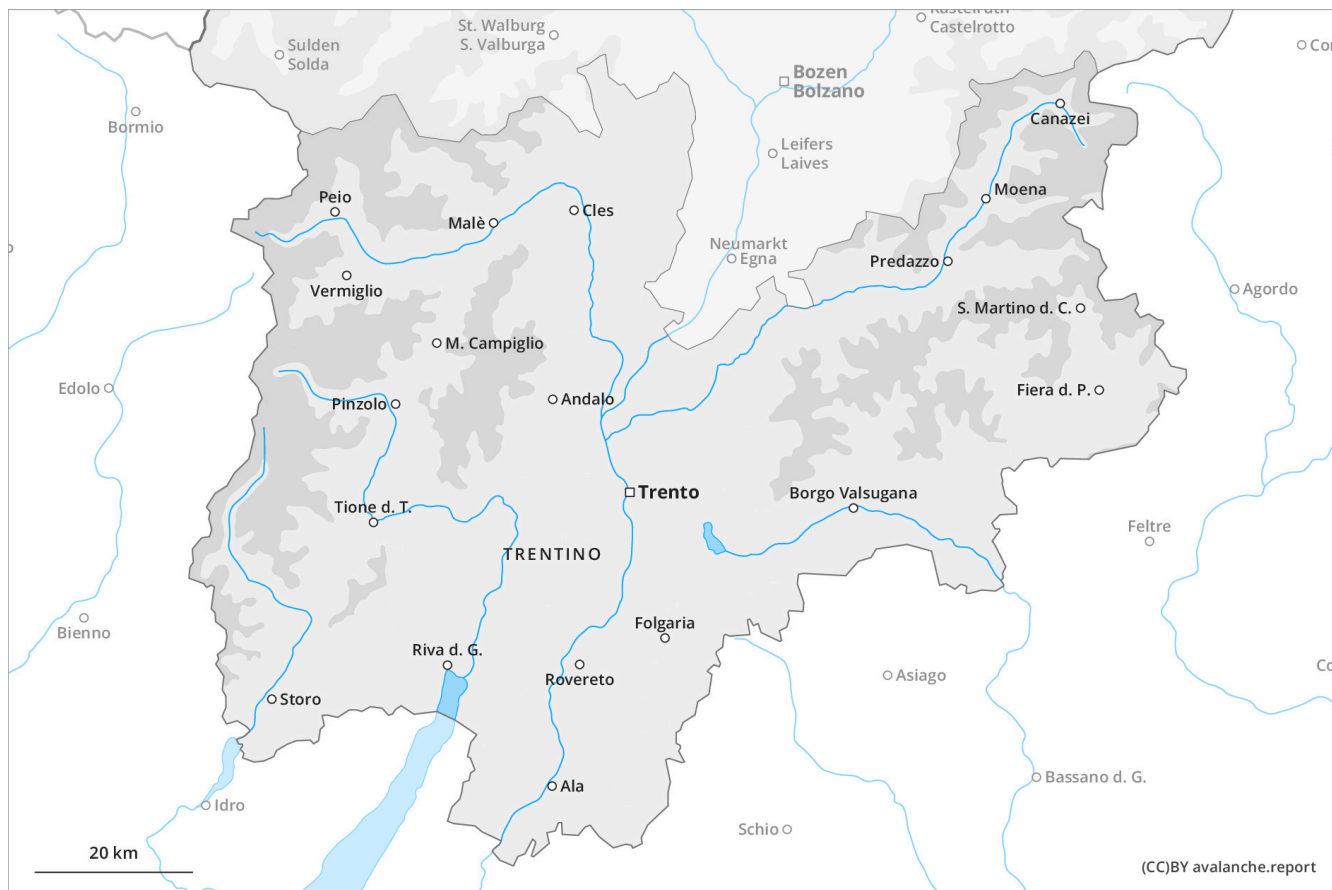 Kastelruth
Castelrotto
St. Walburg
S. Valburga
Sulden
Solda
Cor
Bozen
Bolzano
Bormio
Canazei
Leifers
Laives
Peio
Malè
Cles
Moena
Neumarkt
Egna
Predazzo
Vermiglio
Agordo
S. Martino d. C.
M. Campiglio
Edolo
Pinzolo
Andalo
Fiera d. P.
Trento
Borgo Valsugana
Tione d. T.
Feltre
TRENTINO
Bienno
Folgaria
Riva d. G.
Rovereto
Asiago
Co
Storo
Bassano d. G.
Ala
Idro
Schio
20 km
(CC)BY avalanche.report